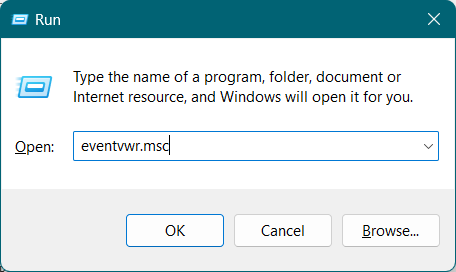 Run
Type the name of a program, folder, document or
Internet resource, and Windows will open it for you.
Open: eventvwr.msc
OK Cancel Browse...